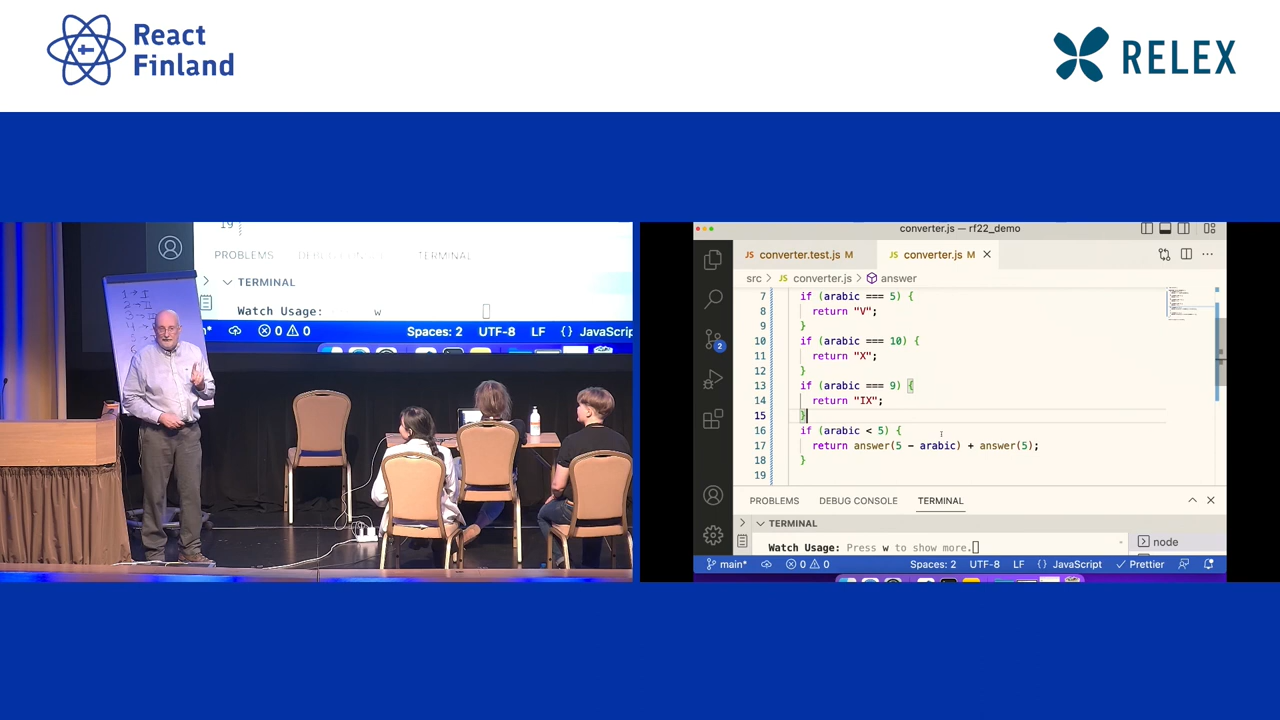 React
Finland
RELEX
19
PROBLEMS
TERMINAL
TERMINAL
Watch Usage: w
0 0
Spaces: 2 UTF-8 LF {} JavaScrip
converter.js — rf22_demo
converter.test.js M
converter.js M
src > converter.js > answer
7 if (arabic === 5) {
8 return "V";
9 }
10 if (arabic === 10) {
11 return "X";
12 }
13 if (arabic === 9) {
14 return "IX";
15 }
16 if (arabic < 5) {
17 return answer(5 - arabic) + answer(5);
18 }
19
2
PROBLEMS DEBUG CONSOLE TERMINAL
TERMINAL
Watch Usage: Press w to show more.
node
main* 0 0 Spaces: 2 UTF-8 LF {} JavaScript Prettier